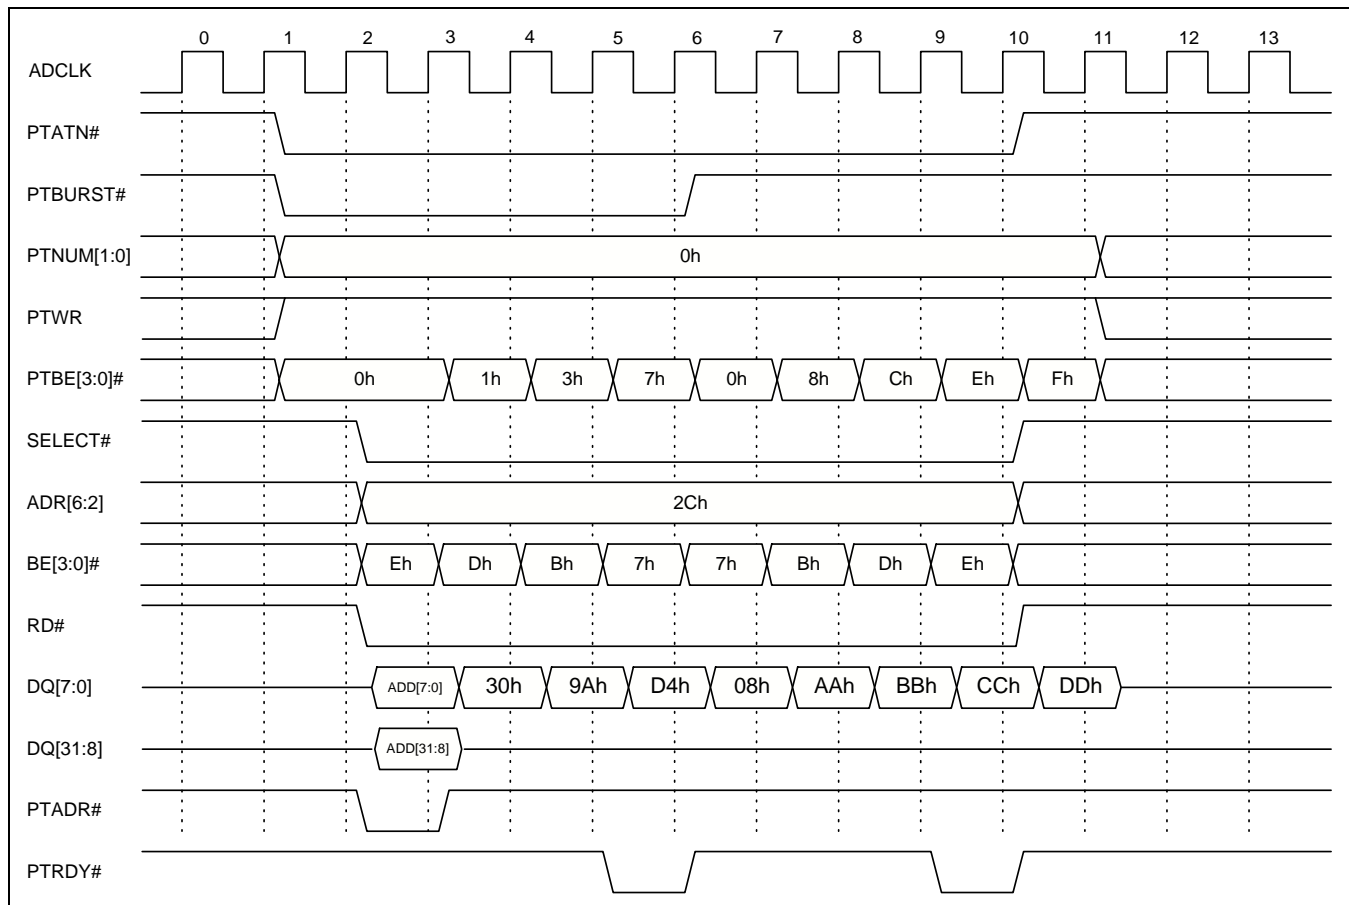 0 1 2 3 4 5 6 7 8 9 10 11 12 13
ADCLK
PTATN#
PTBURST#
PTNUM[1:0] 0h
PTWR
PTBE[3:0]# 0h 1h 3h 7h 0h 8h Ch Eh Fh
SELECT#
ADR[6:2] 2Ch
BE[3:0]# Eh Dh Bh 7h 7h Bh Dh Eh
RD#
DQ[7:0] ADD[7:0] 30h 9Ah D4h 08h AAh BBh CCh DDh
DQ[31:8] ADD[31:8]
PTADR#
PTRDY#